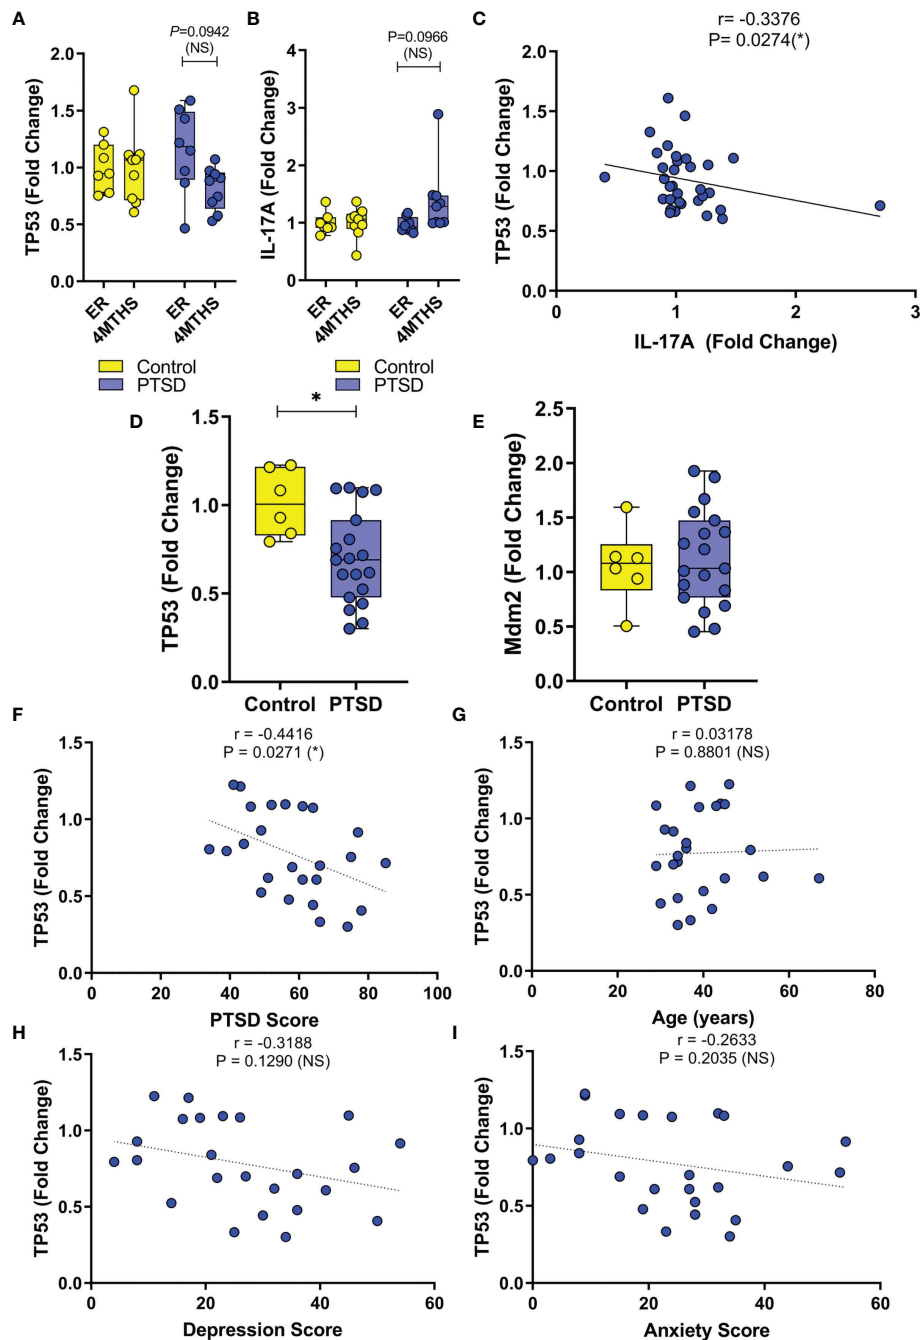 A
P=0.0942
(NS)
TP53 (Fold Change)
2.0
1.5
1.0
0.5
0.0
ER
4MTHS
ER
4MTHS
Control
PTSD
B
P=0.0966
(NS)
IL-17A (Fold Change)
4
3
2
1
0
ER
4MTHS
ER
4MTHS
Control
PTSD
C
r= -0.3376
P= 0.0274(*)
TP53 (Fold Change)
2.0
1.5
1.0
0.5
0.0
0 1 2 3
IL-17A (Fold Change)
D
*
TP53 (Fold Change)
1.5
1.0
0.5
0.0
Control PTSD
E
Mdm2 (Fold Change)
2.5
2.0
1.5
1.0
0.5
0.0
Control PTSD
F
r = -0.4416
P = 0.0271 (*)
TP53 (Fold Change)
1.5
1.0
0.5
0.0
0 20 40 60 80 100
PTSD Score
G
r = 0.03178
P = 0.8801 (NS)
TP53 (Fold Change)
1.5
1.0
0.5
0.0
0 20 40 60 80
Age (years)
H
r = -0.3188
P = 0.1290 (NS)
TP53 (Fold Change)
1.5
1.0
0.5
0.0
0 20 40 60
Depression Score
I
r = -0.2633
P = 0.2035 (NS)
TP53 (Fold Change)
1.5
1.0
0.5
0.0
0 20 40 60
Anxiety Score